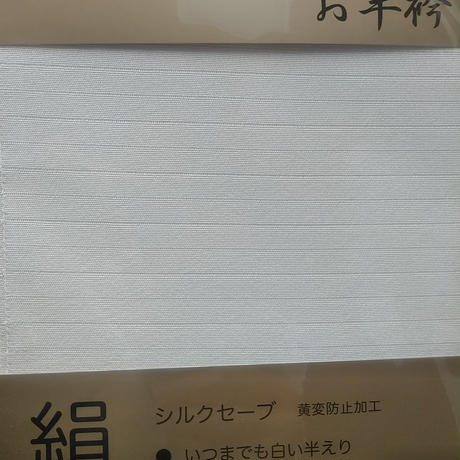 お半衿
絹
シルクセーブ 黄変防止加工
● いつまでも白い半えり